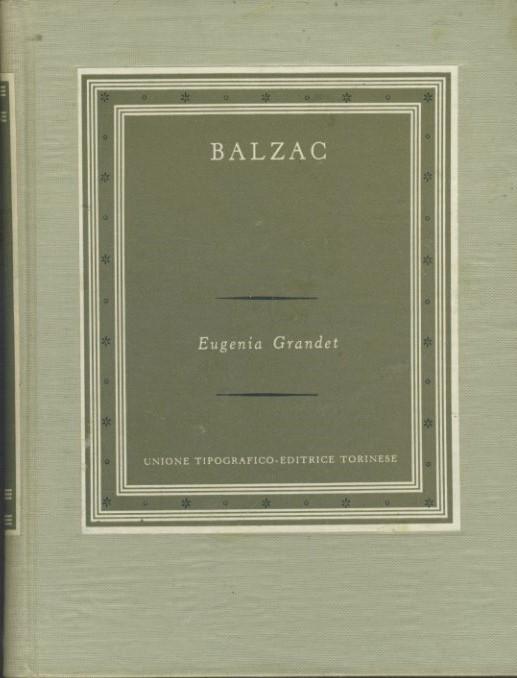 BALZAC
Eugenia Grandet
UNIONE TIPOGRAFICO-EDITRICE TORINESE